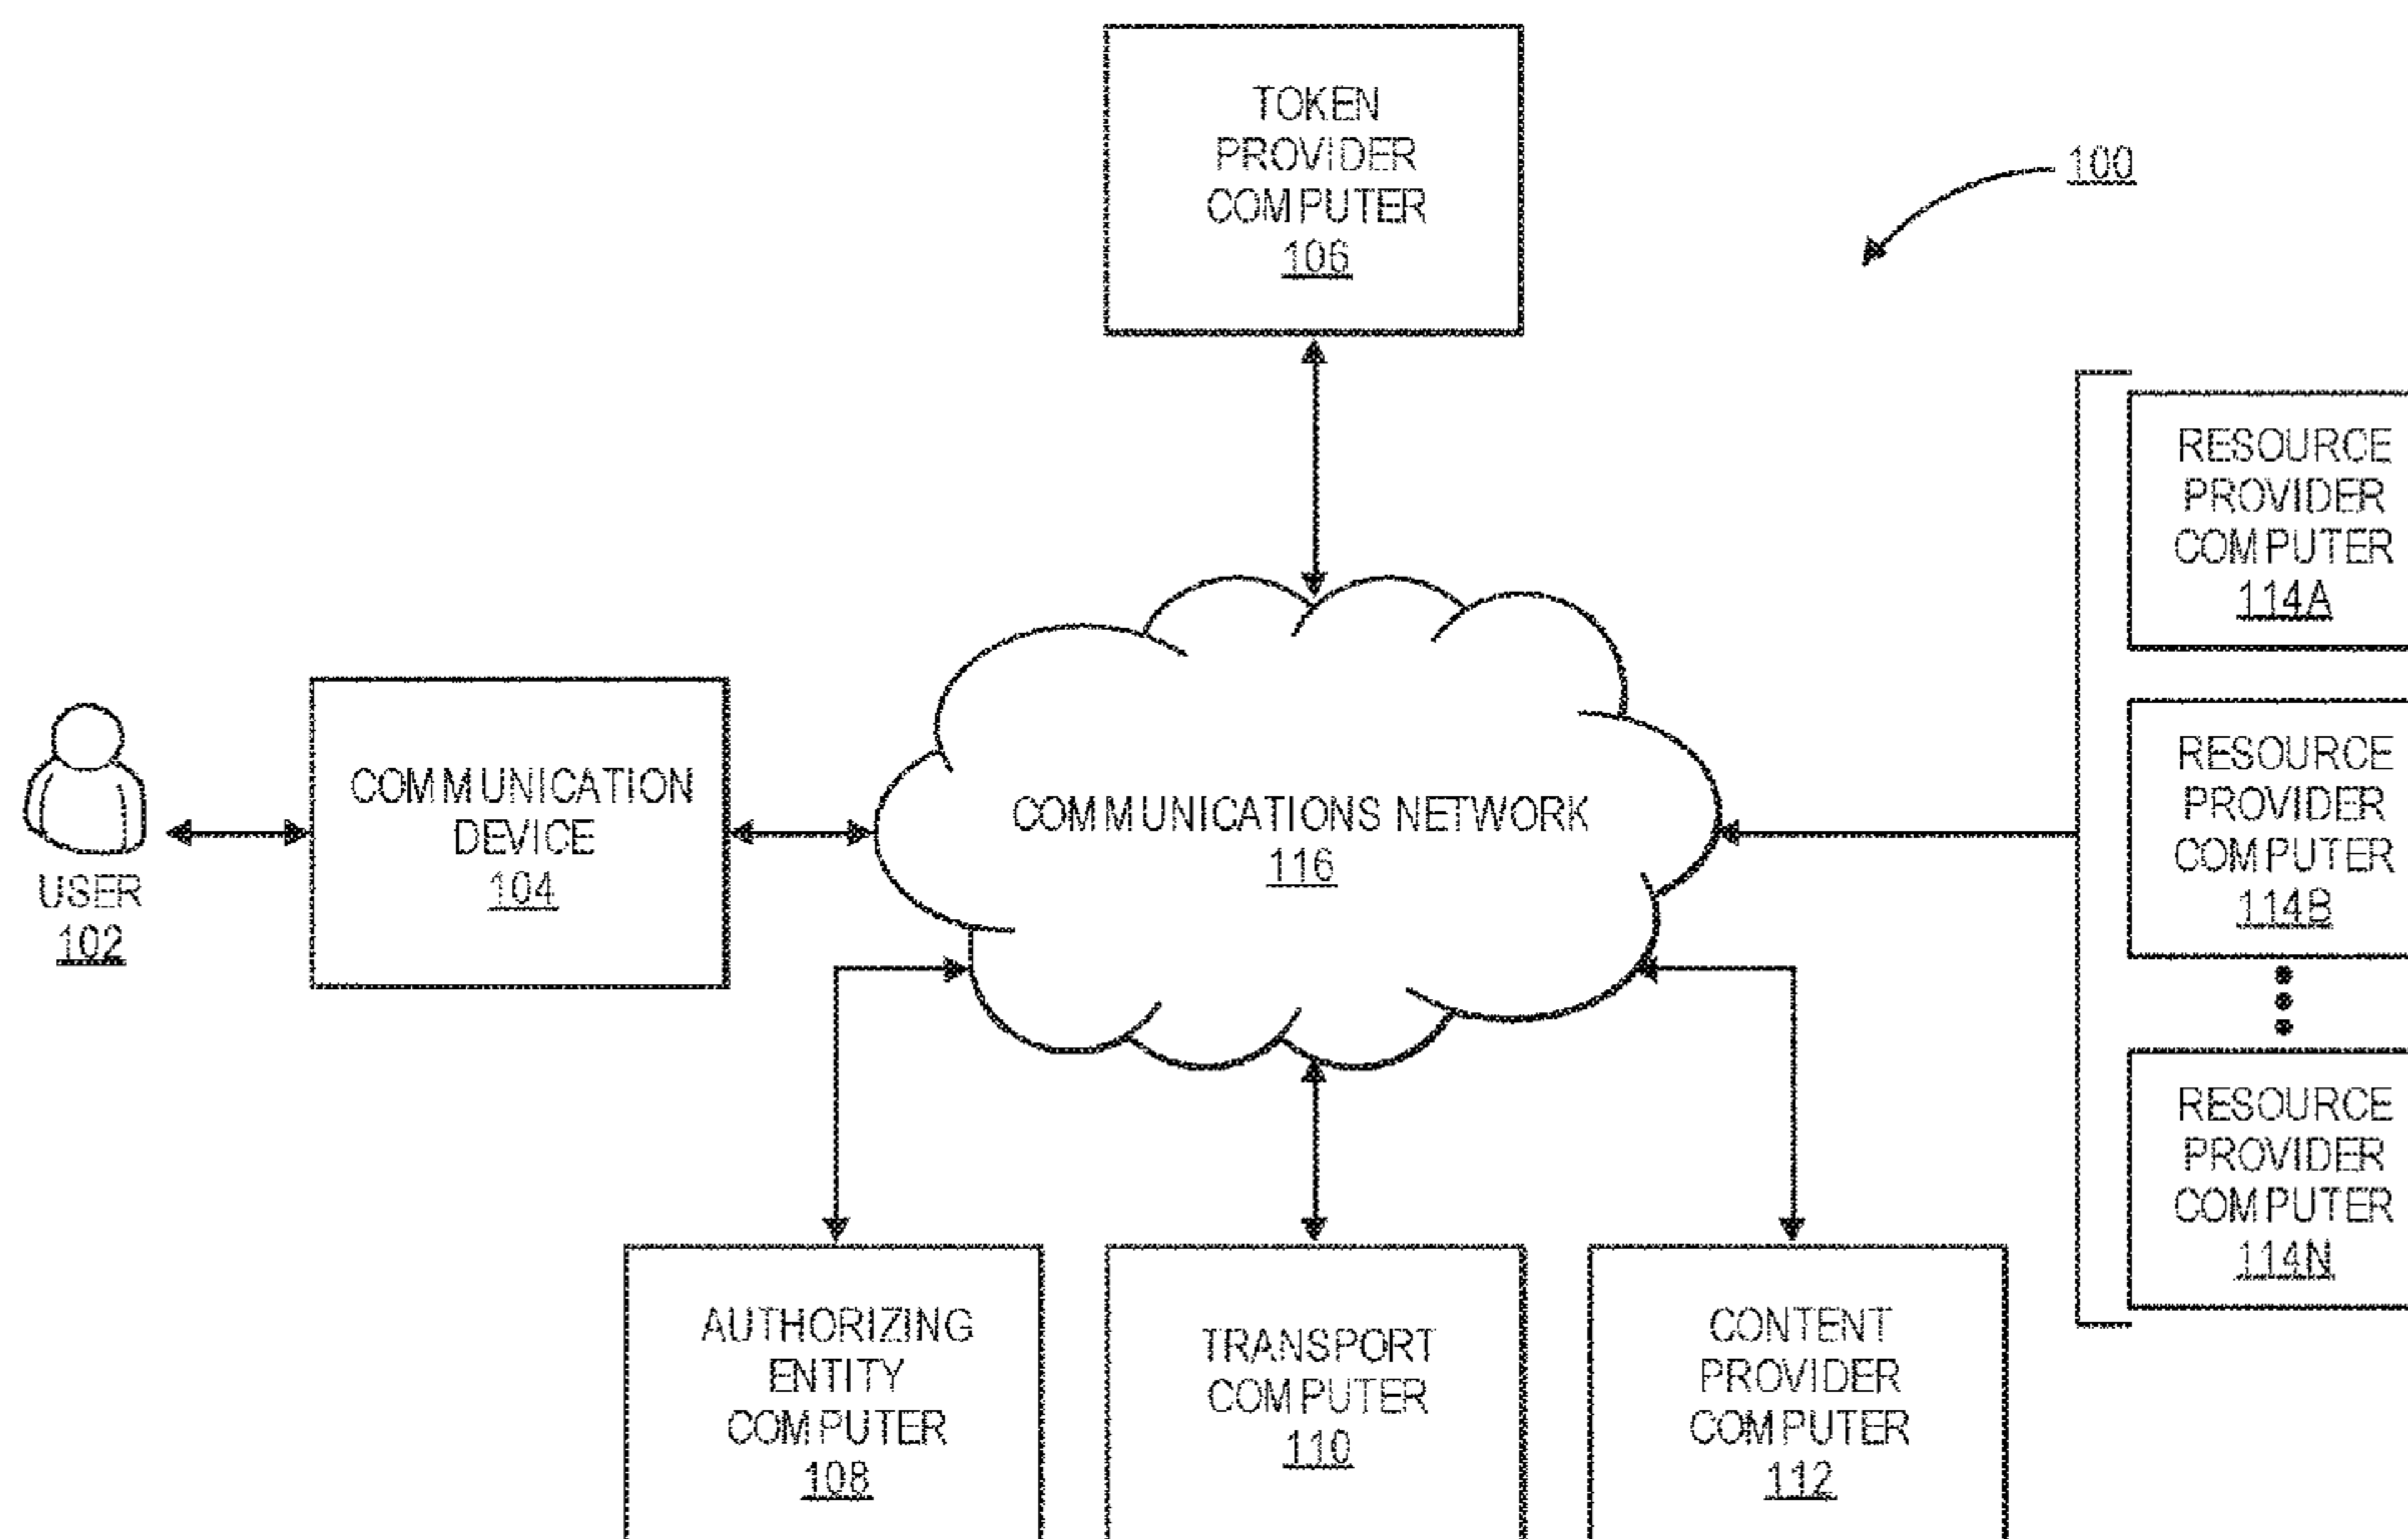 TOKEN
PROVIDER
COMPUTER
106
100
RESOURCE
PROVIDER
COMPUTER
114A
USER
102
COMMUNICATION
DEVICE
104
COMMUNICATIONS NETWORK
116
RESOURCE
PROVIDER
COMPUTER
114B
RESOURCE
PROVIDER
COMPUTER
114N
AUTHORIZING
ENTITY
COMPUTER
108
TRANSPORT
COMPUTER
110
CONTENT
PROVIDER
COMPUTER
112